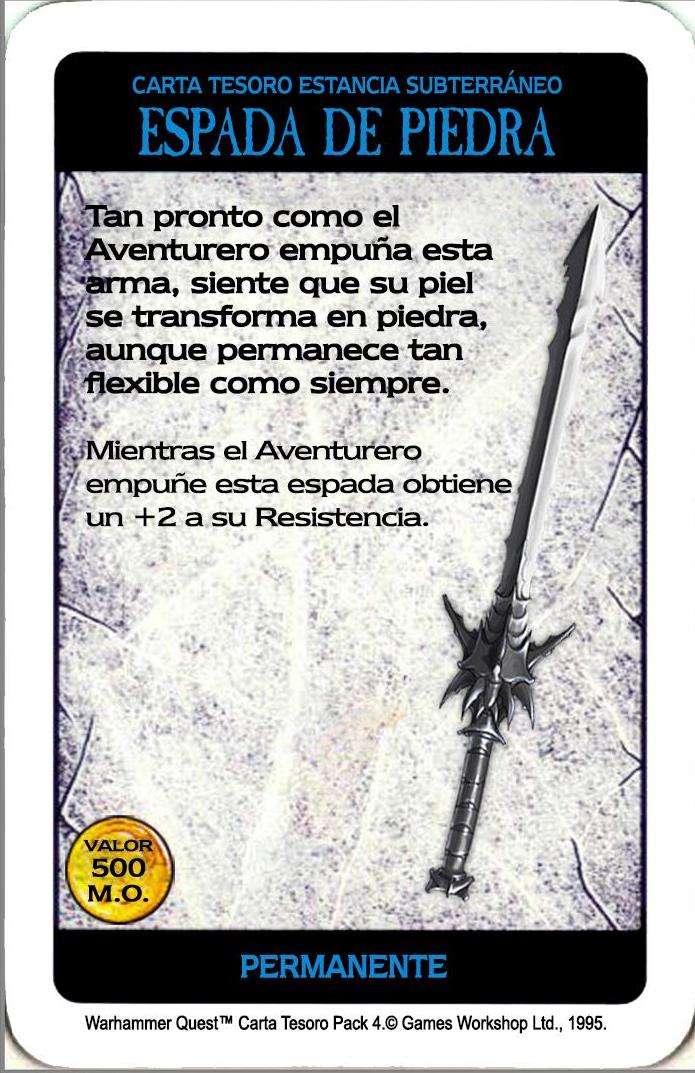 CARTA TESORO ESTANCIA SUBTERRÁNEO
ESPADA DE PIEDRA
Tan pronto como el
Aventurero empuña esta
arma, siente que su piel
se transforma en piedra,
aunque permanece tan
flexible como siempre.
Mientras el Aventurero
empuñe esta espada obtiene
un +2 a su Resistencia.
VALOR
500
M.O.
PERMANENTE
Warhammer Quest™ Carta Tesoro Pack 4.© Games Workshop Ltd., 1995.